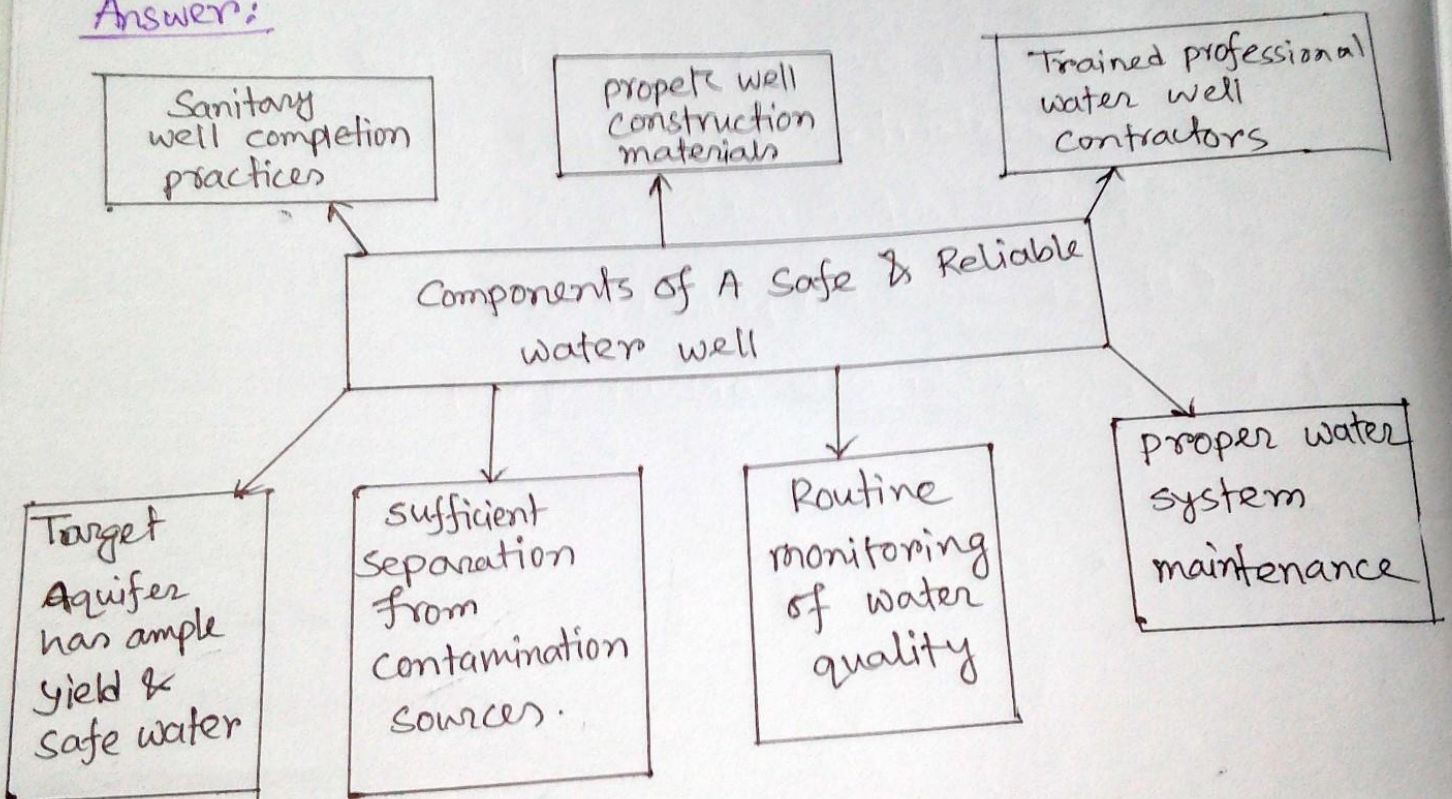 Answer:
Sanitary
well completion
practices
proper well
construction
materials
Trained professional
water well
contractors
Components of A Safe & Reliable
water well
Target
Aquifer
has ample
yield &
safe water
sufficient
separation
from
contamination
sources.
Routine
monitoring
of water
quality
proper water
system
maintenance